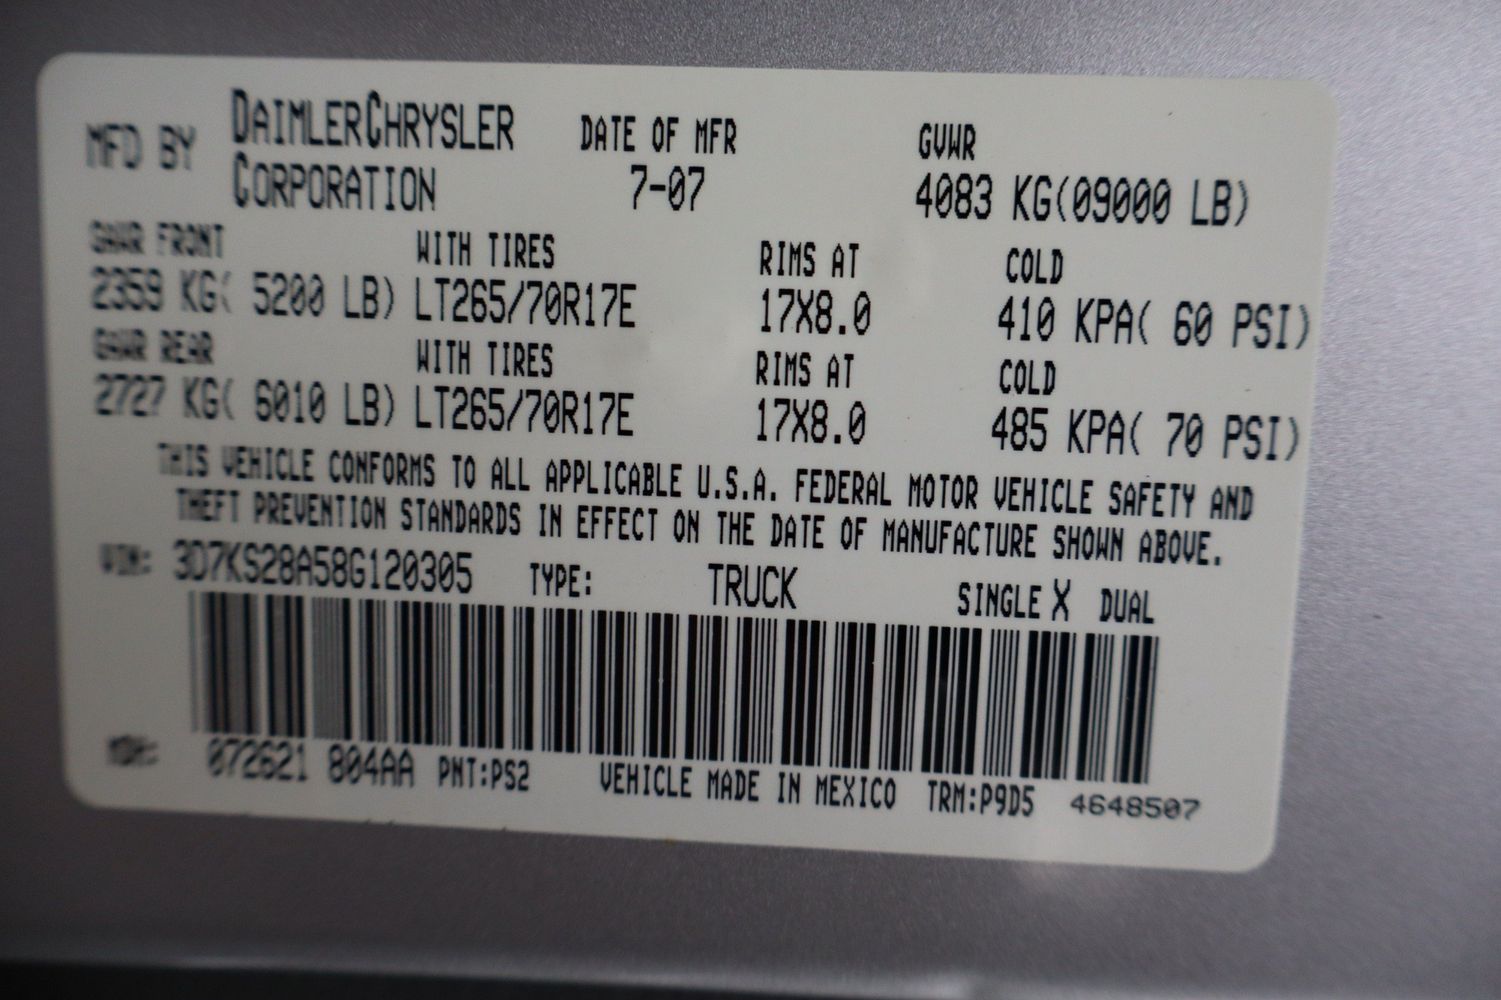 MFD BY DAIMLERCHRYSLER CORPORATION DATE OF MFR 7-07 GVWR 4083 KG(09000 LB)
GAWR FRONT WITH TIRES RIMS AT COLD
2359 KG( 5200 LB) LT265/70R17E 17X8.0 410 KPA( 60 PSI)
GAWR REAR WITH TIRES RIMS AT COLD
2727 KG( 6010 LB) LT265/70R17E 17X8.0 485 KPA( 70 PSI)
THIS VEHICLE CONFORMS TO ALL APPLICABLE U.S.A. FEDERAL MOTOR VEHICLE SAFETY AND
THEFT PREVENTION STANDARDS IN EFFECT ON THE DATE OF MANUFACTURE SHOWN ABOVE.
VIN: 3D7KS28A58G120305 TYPE: TRUCK SINGLE X DUAL
MDH: 072621 804AA PNT:PS2 VEHICLE MADE IN MEXICO TRM:P9D5 4648507